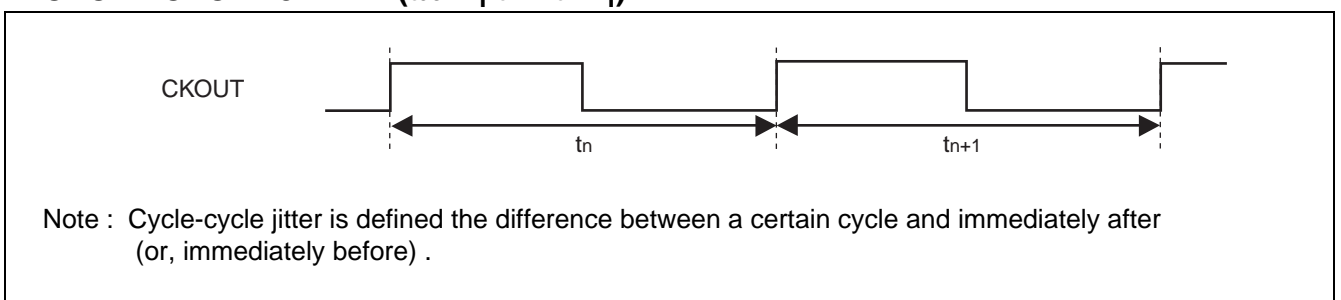 CKOUT
tn
tn+1
Note : Cycle-cycle jitter is defined the difference between a certain cycle and immediately after
(or, immediately before) .